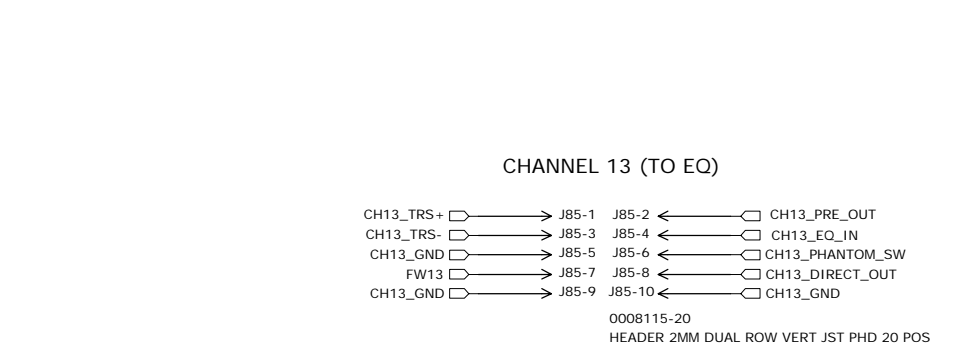 CHANNEL 13 (TO EQ)
CH13_TRS+ J85-1 J85-2 CH13_PRE_OUT
CH13_TRS- J85-3 J85-4 CH13_EQ_IN
CH13_GND J85-5 J85-6 CH13_PHANTOM_SW
FW13 J85-7 J85-8 CH13_DIRECT_OUT
CH13_GND J85-9 J85-10 CH13_GND
0008115-20
HEADER 2MM DUAL ROW VERT JST PHD 20 POS